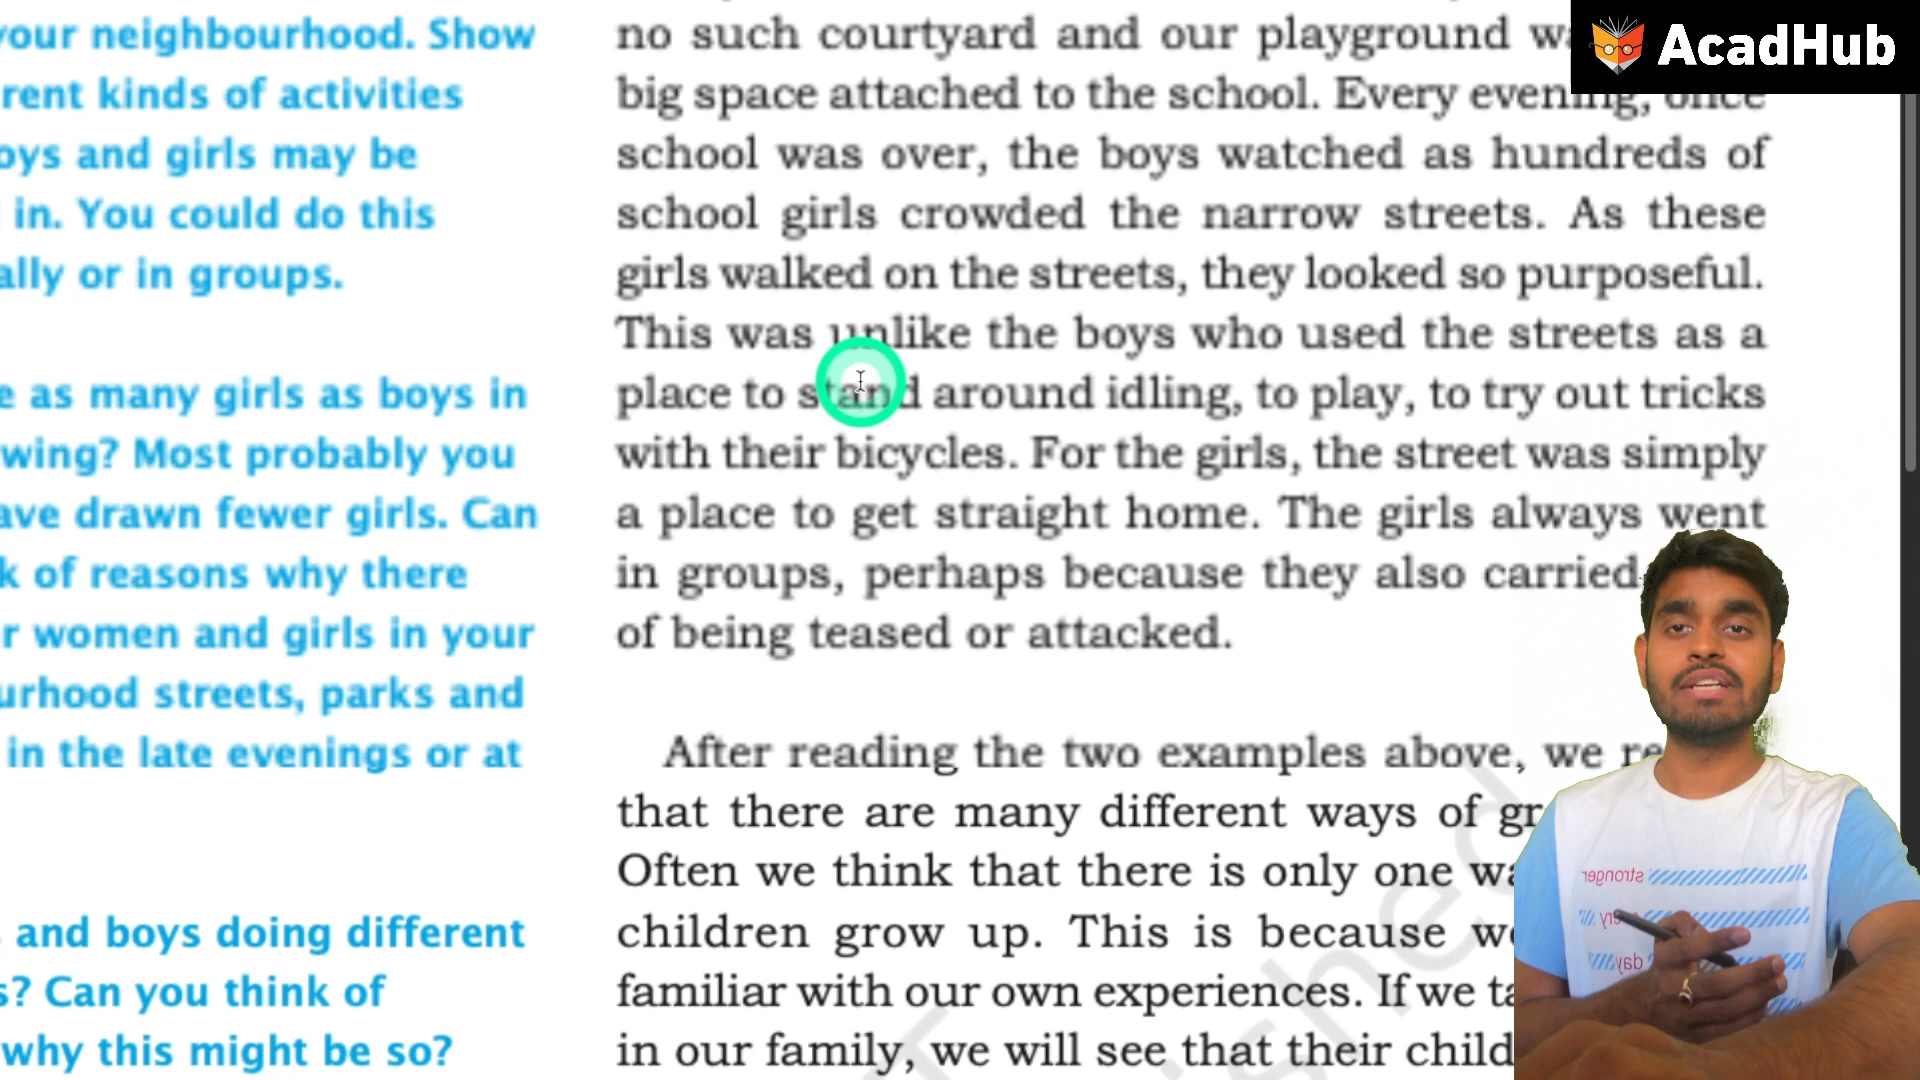 your neighbourhood. Show
rent kinds of activities
oys and girls may be
in. You could do this
ally or in groups.
e as many girls as boys in
wing? Most probably you
ave drawn fewer girls. Can
k of reasons why there
r women and girls in your
urhood streets, parks and
in the late evenings or at
and boys doing different
s? Can you think of
why this might be so?
no such courtyard and our playground wa
big space attached to the school. Every evening, once
school was over, the boys watched as hundreds of
school girls crowded the narrow streets. As these
girls walked on the streets, they looked so purposeful.
This was unlike the boys who used the streets as a
place to stand around idling, to play, to try out tricks
with their bicycles. For the girls, the street was simply
a place to get straight home. The girls always went
in groups, perhaps because they also carried
of being teased or attacked.
After reading the two examples above, we re
that there are many different ways of gr
Often we think that there is only one wa
children grow up. This is because we
familiar with our own experiences. If we ta
in our family, we will see that their child
AcadHub
stronger
ery
day